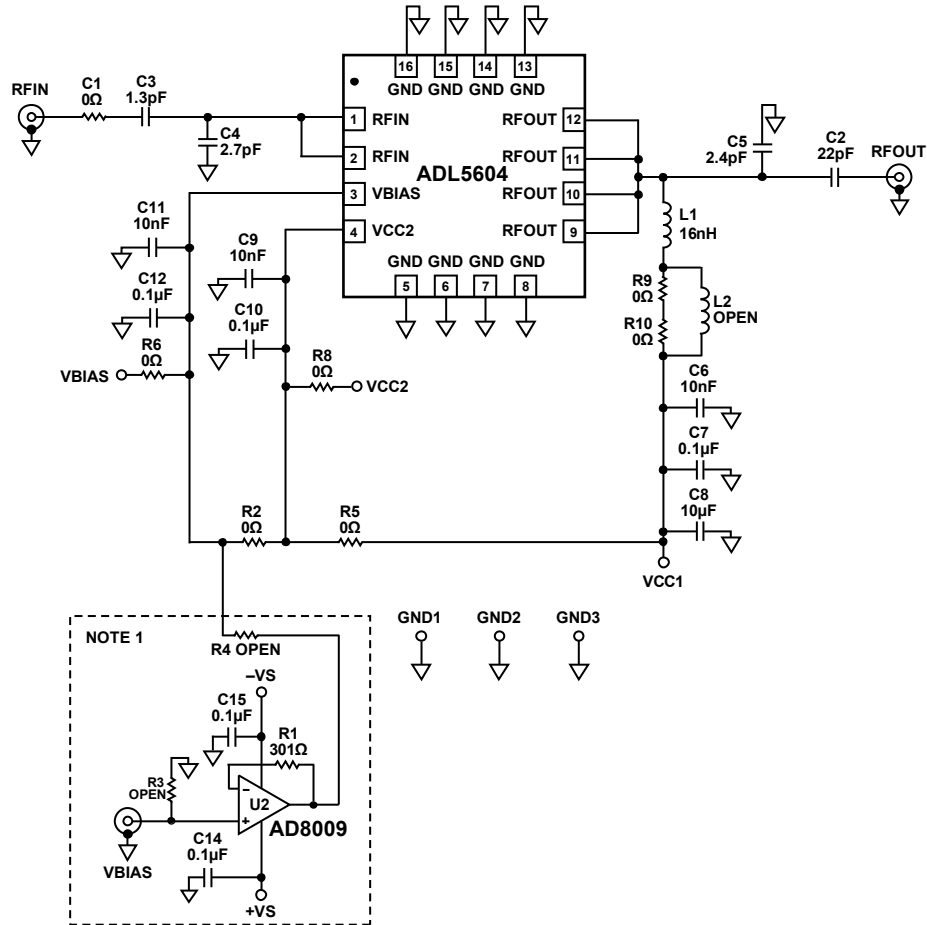 16
15
14
13
GND
GND
GND
GND
RFIN
C1
0Ω
C3
1.3pF
C4
2.7pF
1
RFIN
2
RFIN
3
VBIAS
4
VCC2
ADL5604
RFOUT
12
RFOUT
11
RFOUT
10
RFOUT
9
GND
GND
GND
GND
5
6
7
8
C5
2.4pF
C2
22pF
RFOUT
L1
16nH
R9
0Ω
R10
0Ω
L2
OPEN
C11
10nF
C12
0.1µF
R6
0Ω
VBIAS
C9
10nF
C10
0.1µF
R8
0Ω
VCC2
C6
10nF
C7
0.1µF
C8
10µF
R2
0Ω
R5
0Ω
VCC1
NOTE 1
R4 OPEN
GND1
GND2
GND3
–VS
C15
0.1µF
R1
301Ω
R3
OPEN
–
+
U2
AD8009
VBIAS
C14
0.1µF
+VS